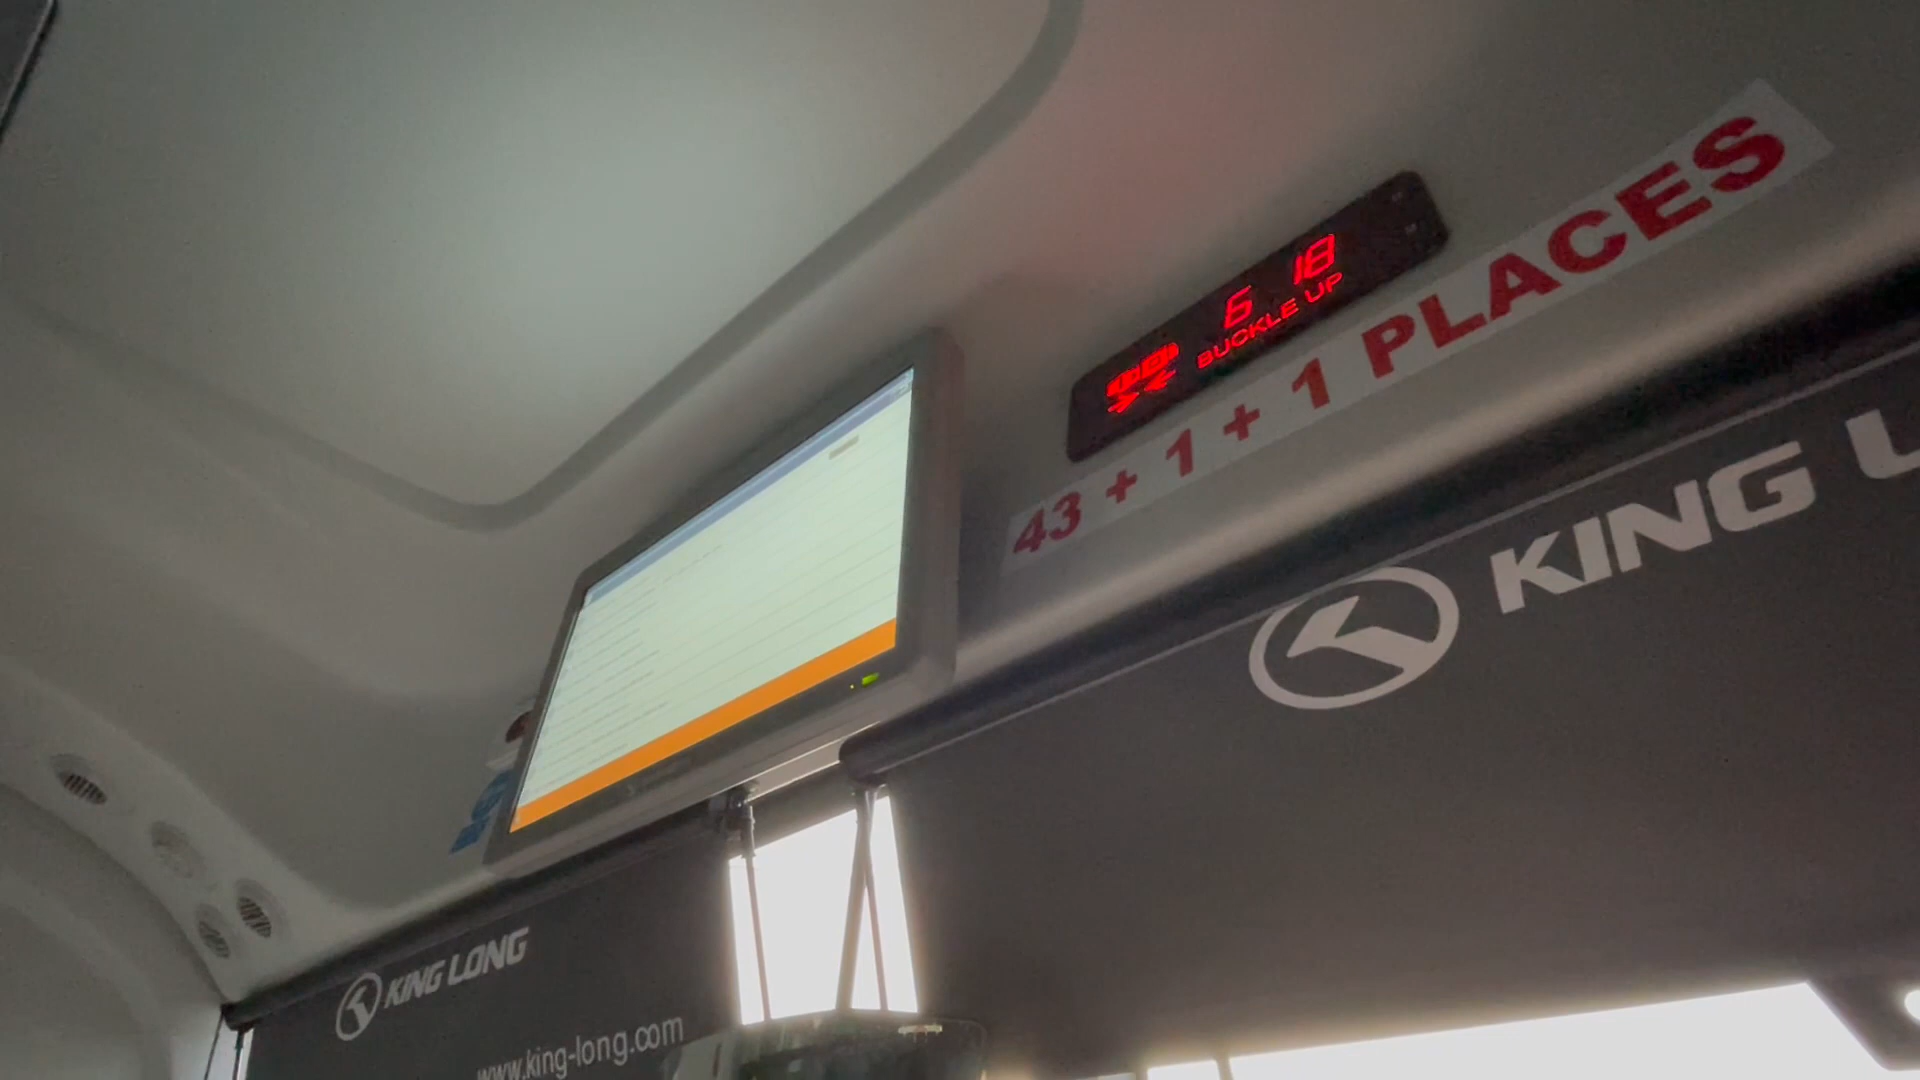 6 18
BUCKLE UP
43 + 1 + 1 PLACES
KING L
KING LONG
www.king-long.com